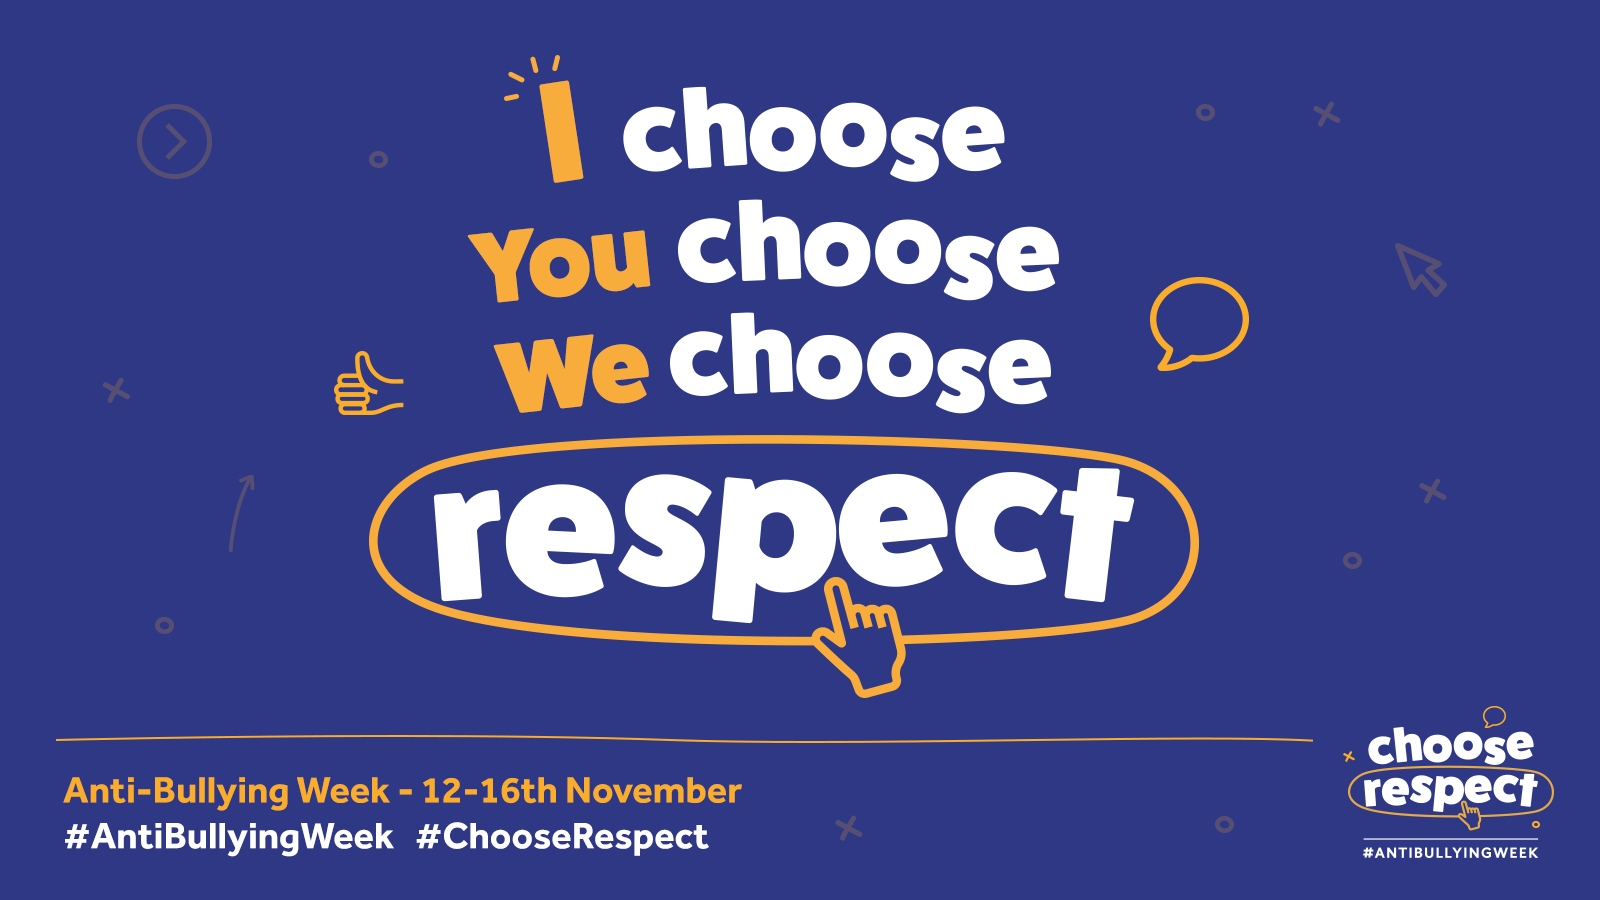 I choose
You choose
We choose
respect
Anti-Bullying Week - 12-16th November
#AntiBullyingWeek #ChooseRespect
choose
respect
#ANTIBULLYINGWEEK